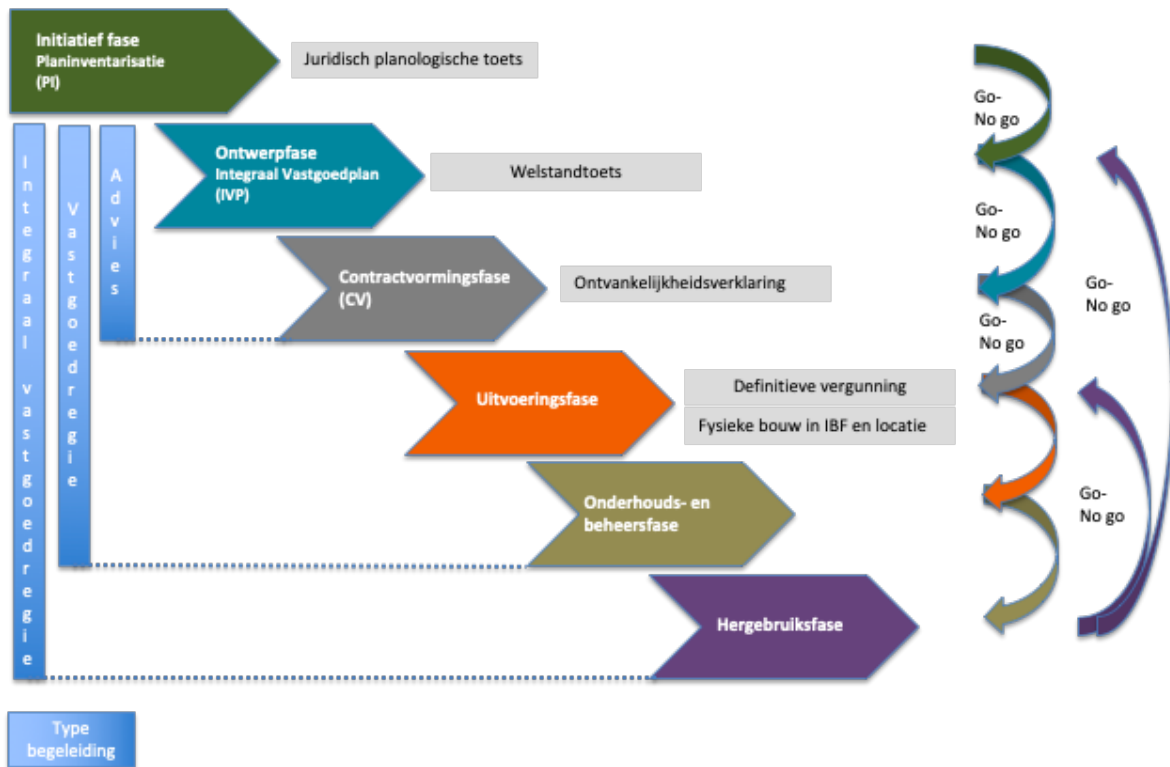 Initiatief fase
Planinventarisatie
(PI)
Juridisch planologische toets
Go-
No go
Integraal vastgoedregie
Vastgoedregie
Advies
Ontwerpfase
Integraal Vastgoedplan
(IVP)
Welstandtoets
Go-
No go
Contractvormingsfase
(CV)
Ontvankelijkheidsverklaring
Go-
No go
Go-
No go
Uitvoeringsfase
Definitieve vergunning
Fysieke bouw in IBF en locatie
Onderhouds- en
beheersfase
Go-
No go
Hergebruiksfase
Type
begeleiding